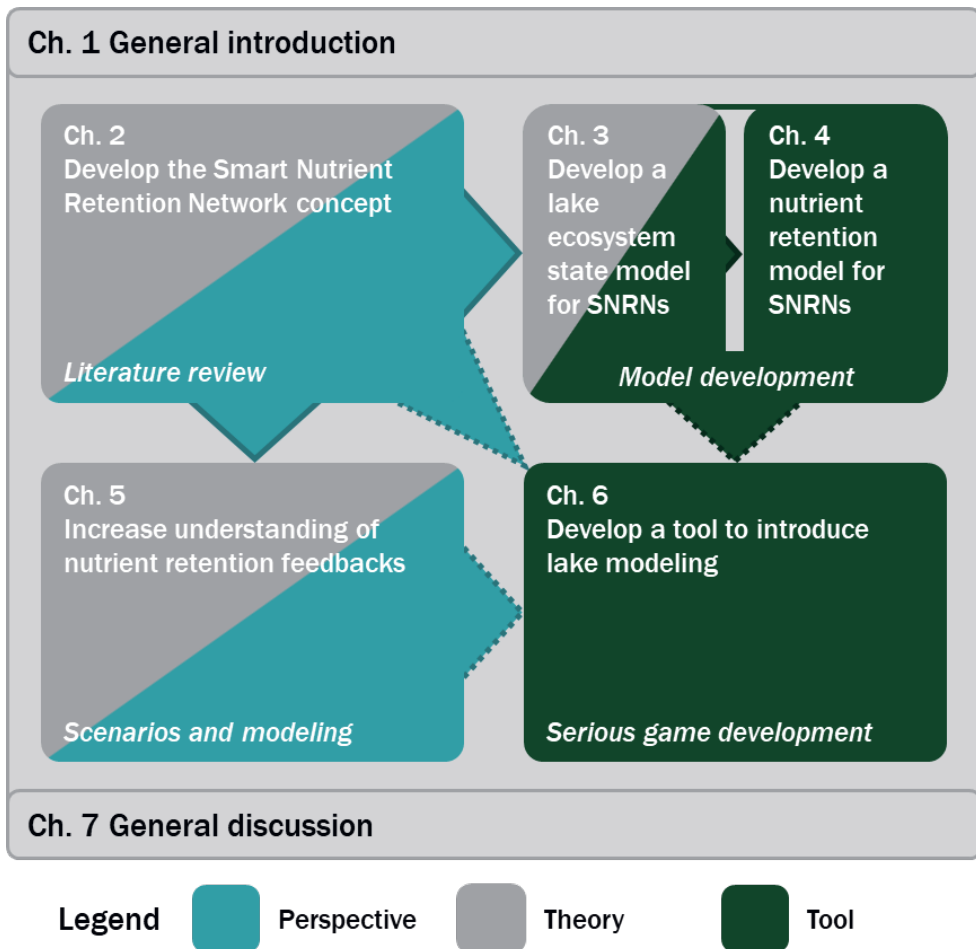 Ch. 1 General introduction
Ch. 2
Develop the Smart Nutrient
Retention Network concept
Literature review
Ch. 3
Develop a
lake
ecosystem
state model
for SNRNs
Ch. 4
Develop a
nutrient
retention
model for
SNRNs
Model development
Ch. 5
Increase understanding of
nutrient retention feedbacks
Scenarios and modeling
Ch. 6
Develop a tool to introduce
lake modeling
Serious game development
Ch. 7 General discussion
Legend
Perspective
Theory
Tool